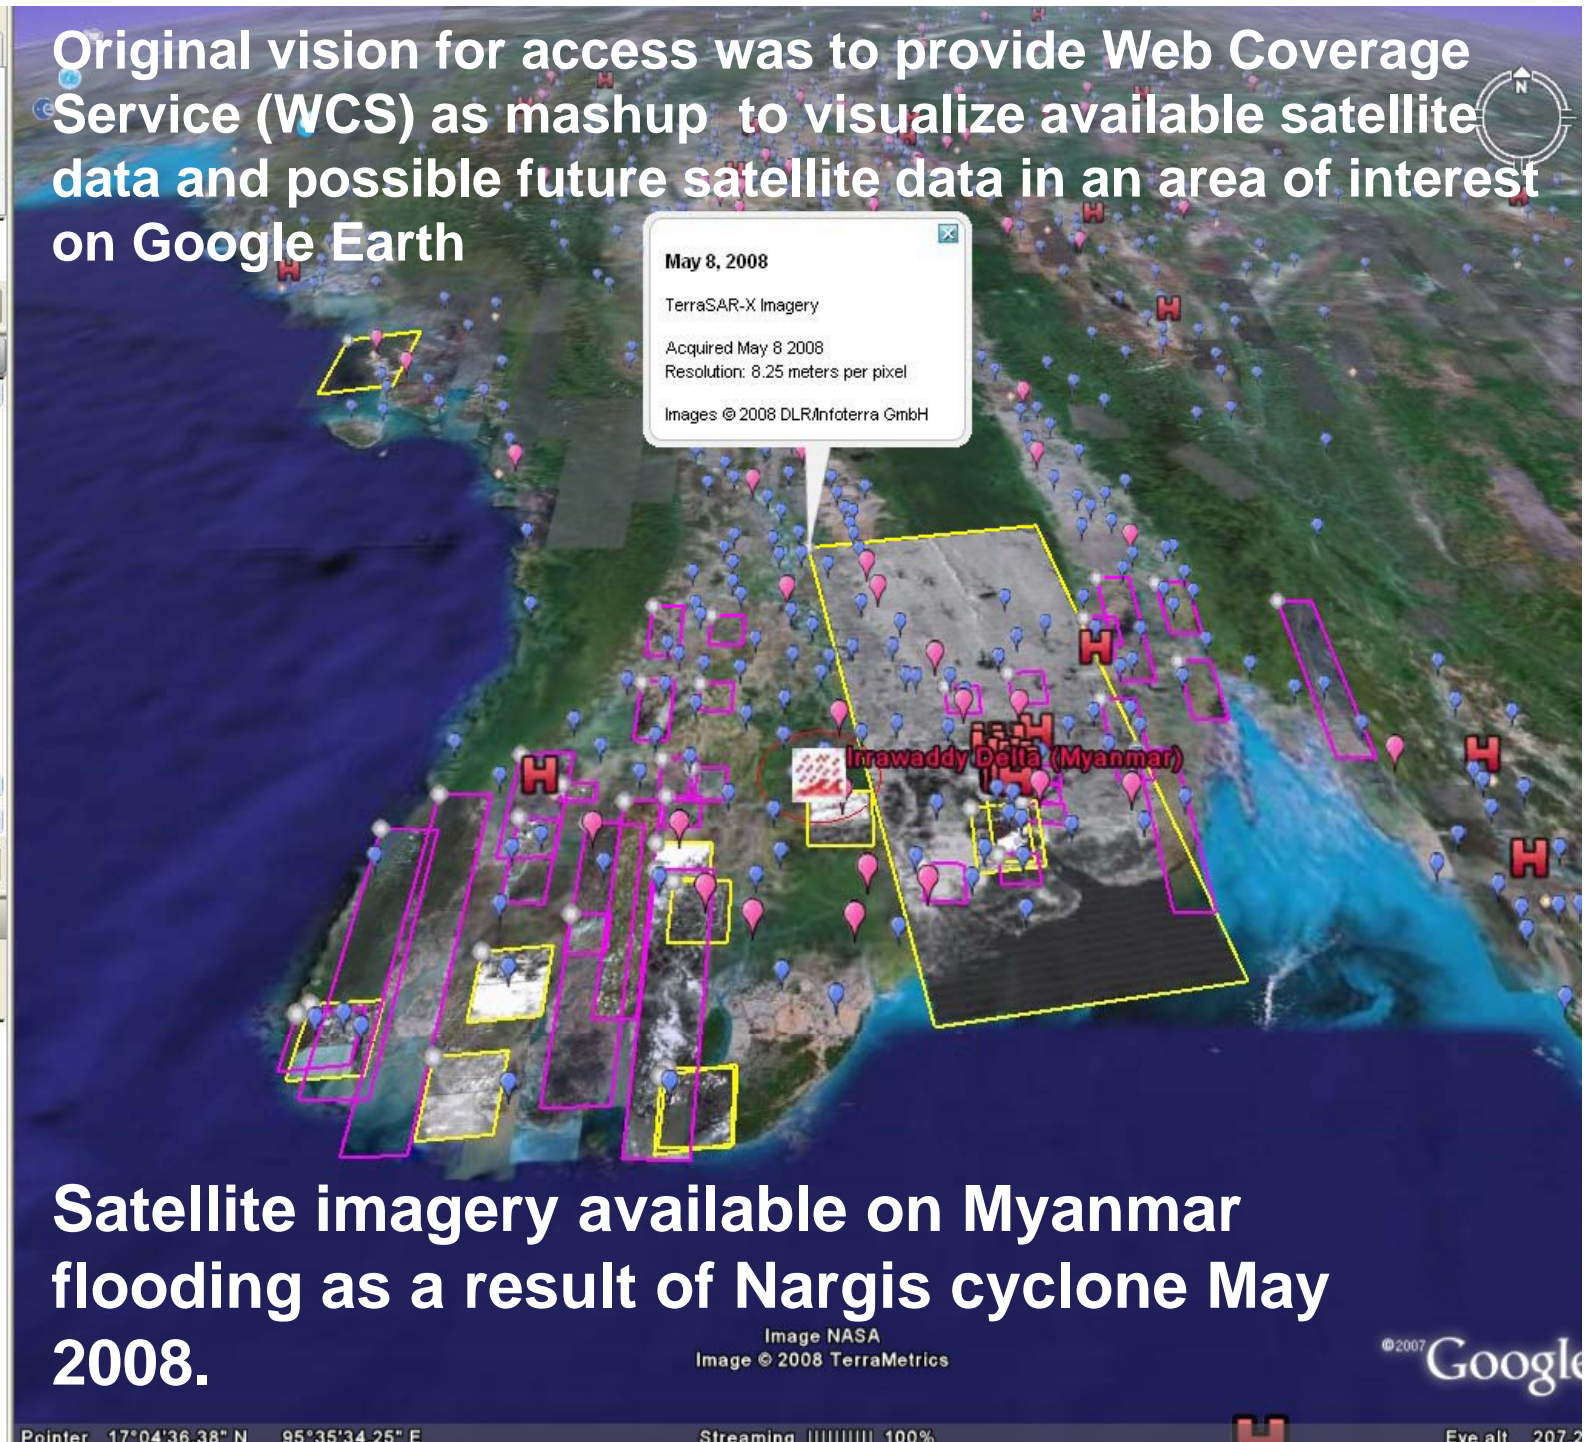 Original vision for access was to provide Web Coverage
Service (WCS) as mashup to visualize available satellite
data and possible future satellite data in an area of interest
on Google Earth
N
May 8, 2008
TerraSAR-X Imagery
Acquired May 8 2008
Resolution: 8.25 meters per pixel
Images © 2008 DLR/Infoterra GmbH
H
H
H
H
H
H
H
Irrawaddy Delta (Myanmar)
Satellite imagery available on Myanmar
flooding as a result of Nargis cyclone May
2008.
Image NASA
Image © 2008 TerraMetrics
©2007 Google
Pointer 17°04'36.38" N 95°35'34.25" E
Streaming 100%
Eye alt 207.2